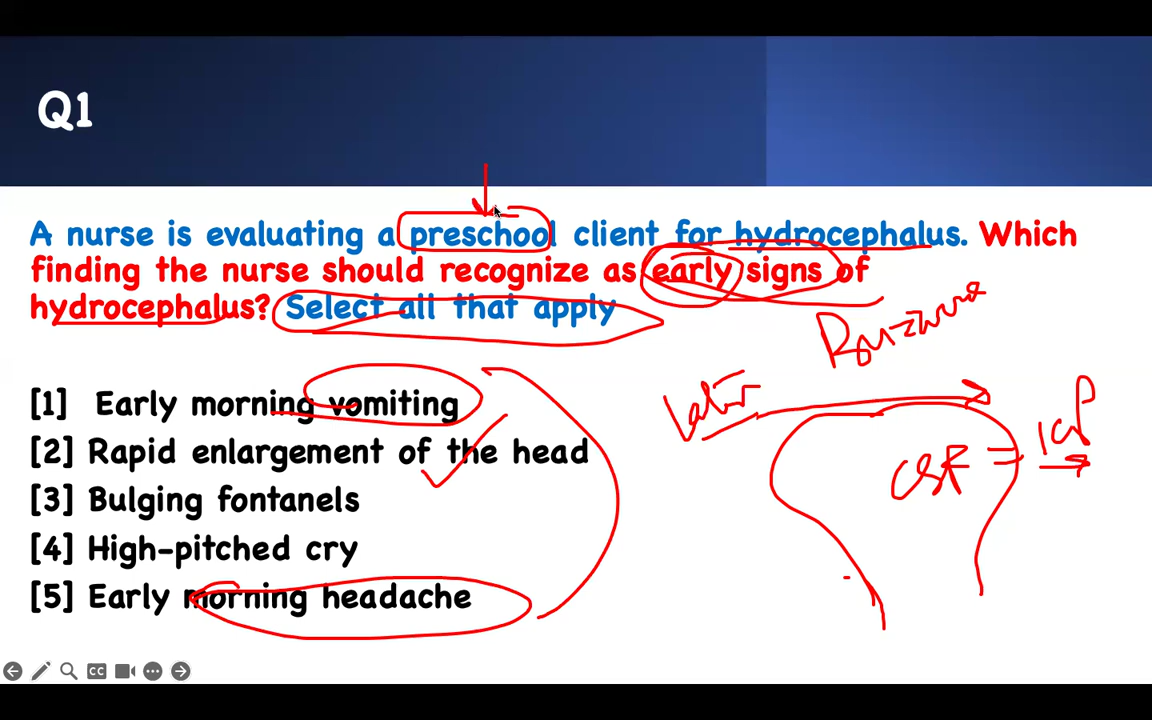 Q1
A nurse is evaluating a preschool client for hydrocephalus. Which
finding the nurse should recognize as early signs of
hydrocephalus? Select all that apply
[1] Early morning vomiting
[2] Rapid enlargement of the head
[3] Bulging fontanels
[4] High-pitched cry
[5] Early morning headache
CSF = ICP
CC